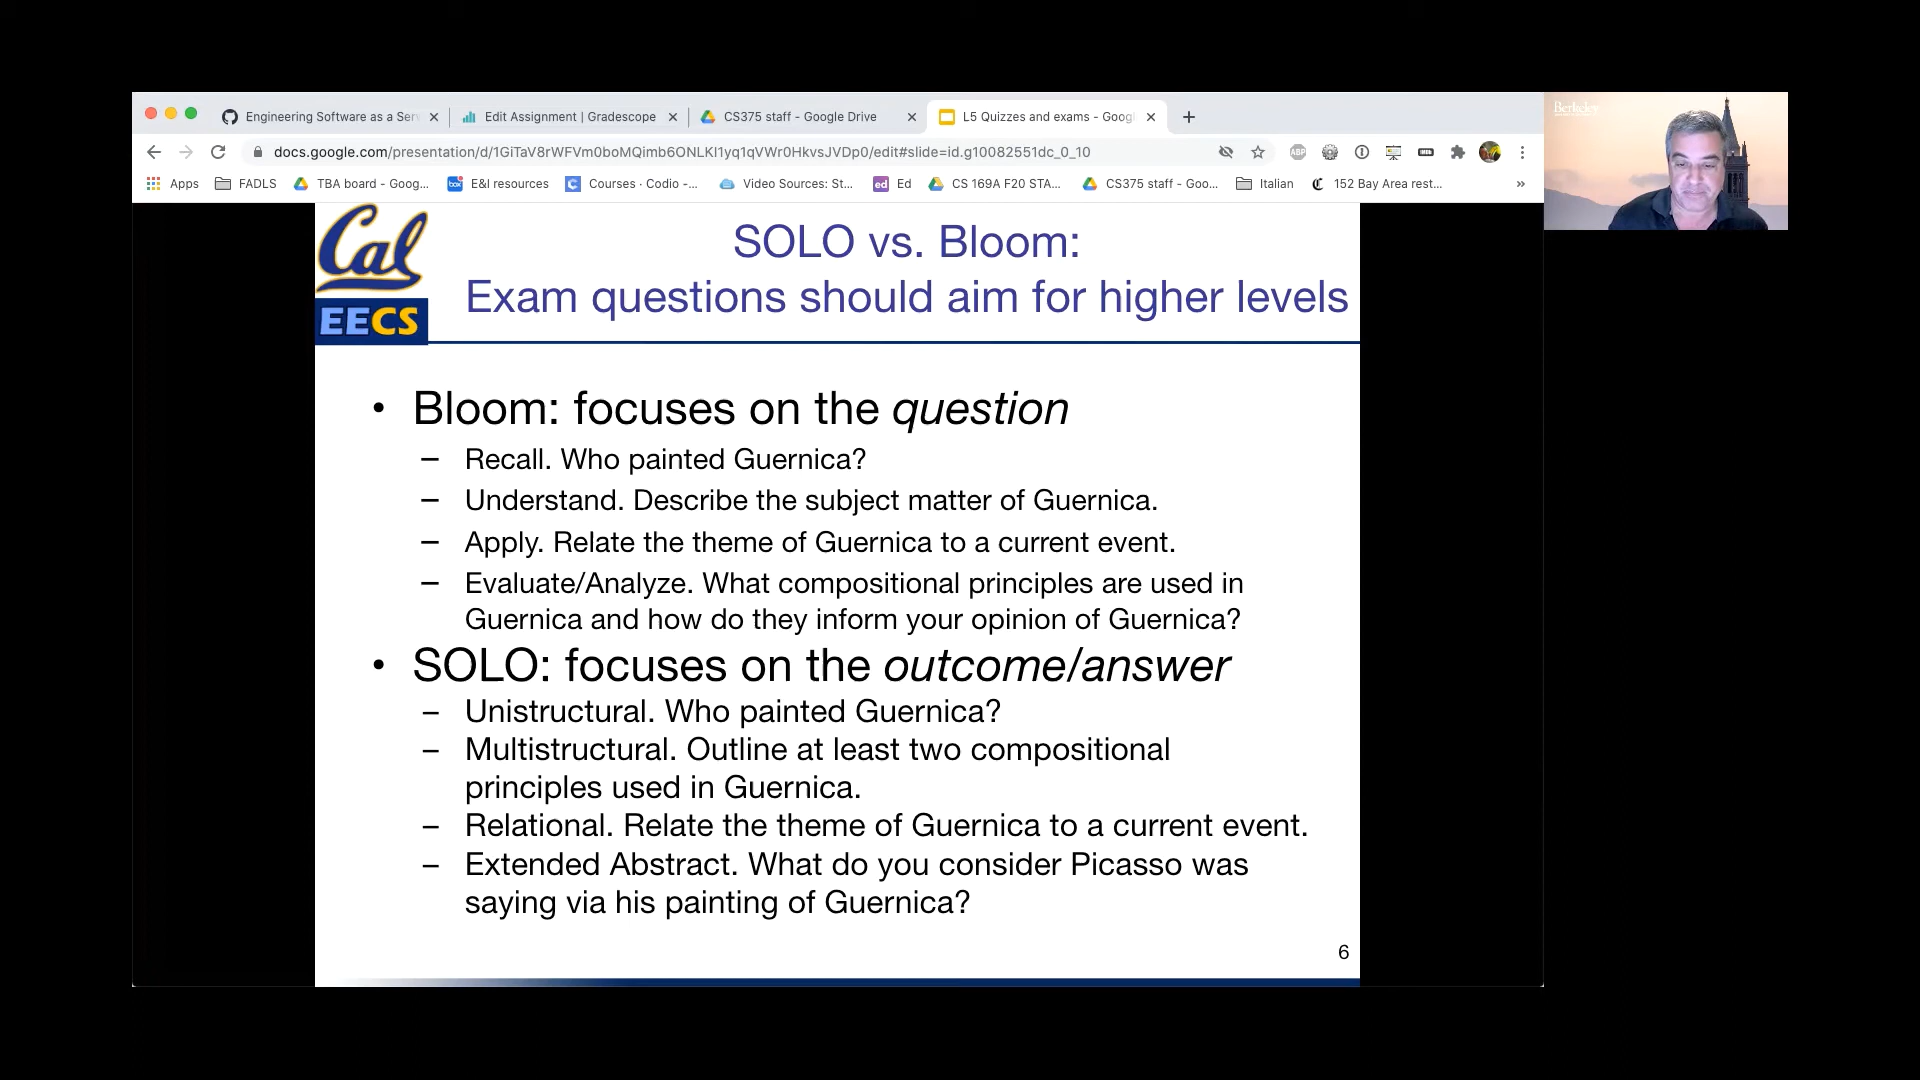 Engineering Software as a Ser
Edit Assignment | Gradescope
CS375 staff - Google Drive
L5 Quizzes and exams - Goog
docs.google.com/presentation/d/1GiTaV8rWFVm0boMQimb6ONLKI1yq1qVWr0HkvsJVDp0/edit#slide=id.g10082551dc_0_10
ABP
Apps
FADLS
TBA board - Goog...
box
E&I resources
Courses · Codio -...
Video Sources: St...
ed
Ed
CS 169A F20 STA...
CS375 staff - Goo...
Italian
152 Bay Area rest...
»
Berkeley
Cal
EECS
SOLO vs. Bloom:
Exam questions should aim for higher levels
• Bloom: focuses on the question
– Recall. Who painted Guernica?
– Understand. Describe the subject matter of Guernica.
– Apply. Relate the theme of Guernica to a current event.
– Evaluate/Analyze. What compositional principles are used in
Guernica and how do they inform your opinion of Guernica?
• SOLO: focuses on the outcome/answer
– Unistructural. Who painted Guernica?
– Multistructural. Outline at least two compositional
principles used in Guernica.
– Relational. Relate the theme of Guernica to a current event.
– Extended Abstract. What do you consider Picasso was
saying via his painting of Guernica?
6